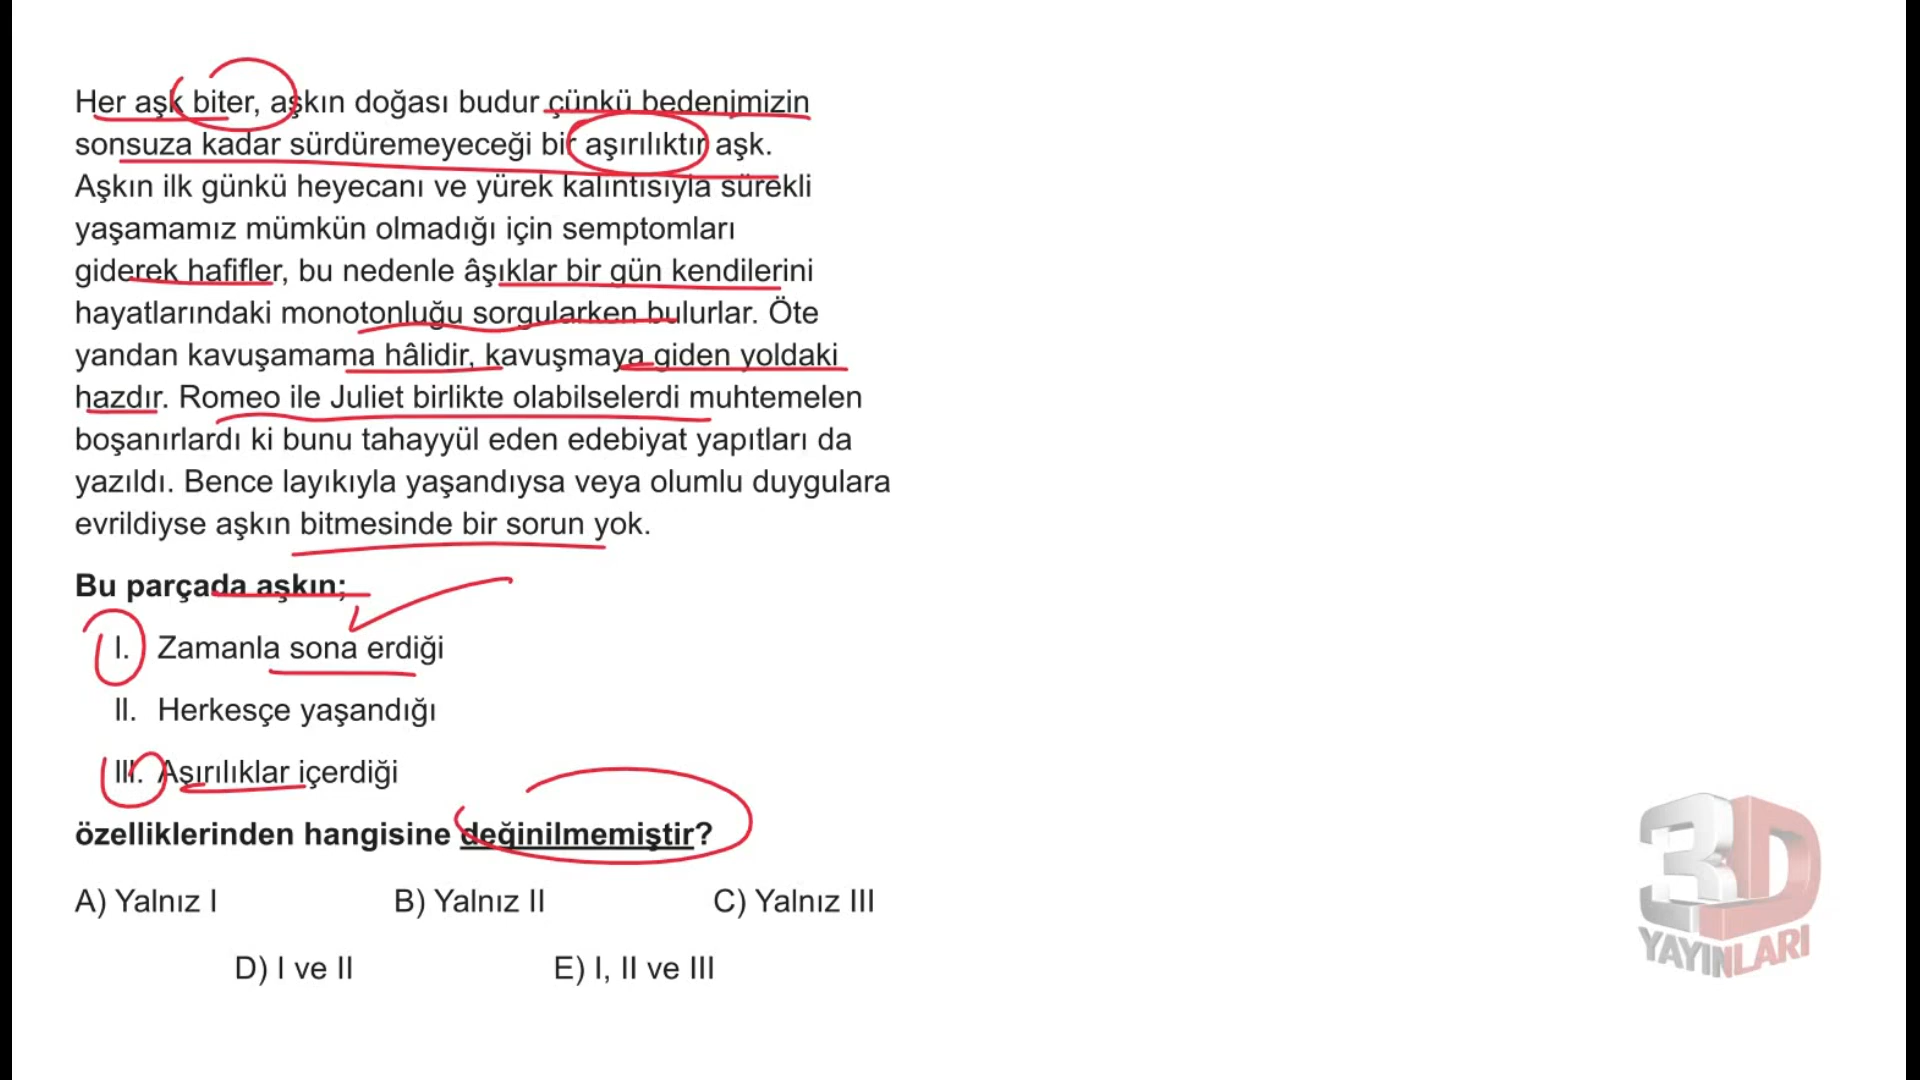 Her aşk biter, aşkın doğası budur çünkü bedenimizin
sonsuza kadar sürdüremeyeceği bir aşırılıktır aşk.
Aşkın ilk günkü heyecanı ve yürek kalıntısıyla sürekli
yaşamamız mümkün olmadığı için semptomları
giderek hafifler, bu nedenle âşıklar bir gün kendilerini
hayatlarındaki monotonluğu sorgularken bulurlar. Öte
yandan kavuşamama hâlidir, kavuşmaya giden yoldaki
hazdır. Romeo ile Juliet birlikte olabilselerdi muhtemelen
boşanırlardı ki bunu tahayyül eden edebiyat yapıtları da
yazıldı. Bence layıkıyla yaşandıysa veya olumlu duygulara
evrildiyse aşkın bitmesinde bir sorun yok.
Bu parçada aşkın;
I. Zamanla sona erdiği
II. Herkesçe yaşandığı
III. Aşırılıklar içerdiği
özelliklerinden hangisine değinilmemiştir?
A) Yalnız I B) Yalnız II C) Yalnız III
D) I ve II E) I, II ve III
3D
YAYINLARI